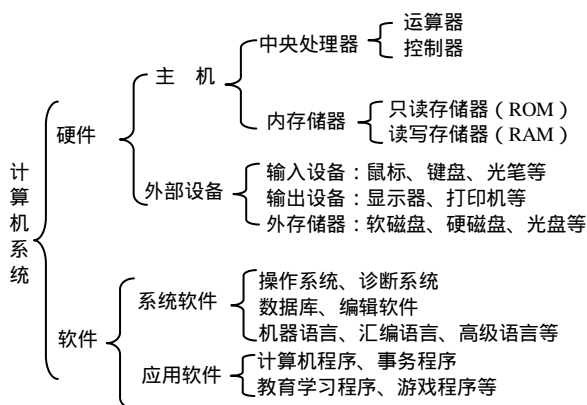 计算机系统
硬件
主 机
中央处理器
运算器
控制器
内存储器
只读存储器（ROM）
读写存储器（RAM）
外部设备
输入设备：鼠标、键盘、光笔等
输出设备：显示器、打印机等
外存储器：软磁盘、硬磁盘、光盘等
软件
系统软件
操作系统、诊断系统
数据库、编辑软件
机器语言、汇编语言、高级语言等
应用软件
计算机程序、事务程序
教育学习程序、游戏程序等